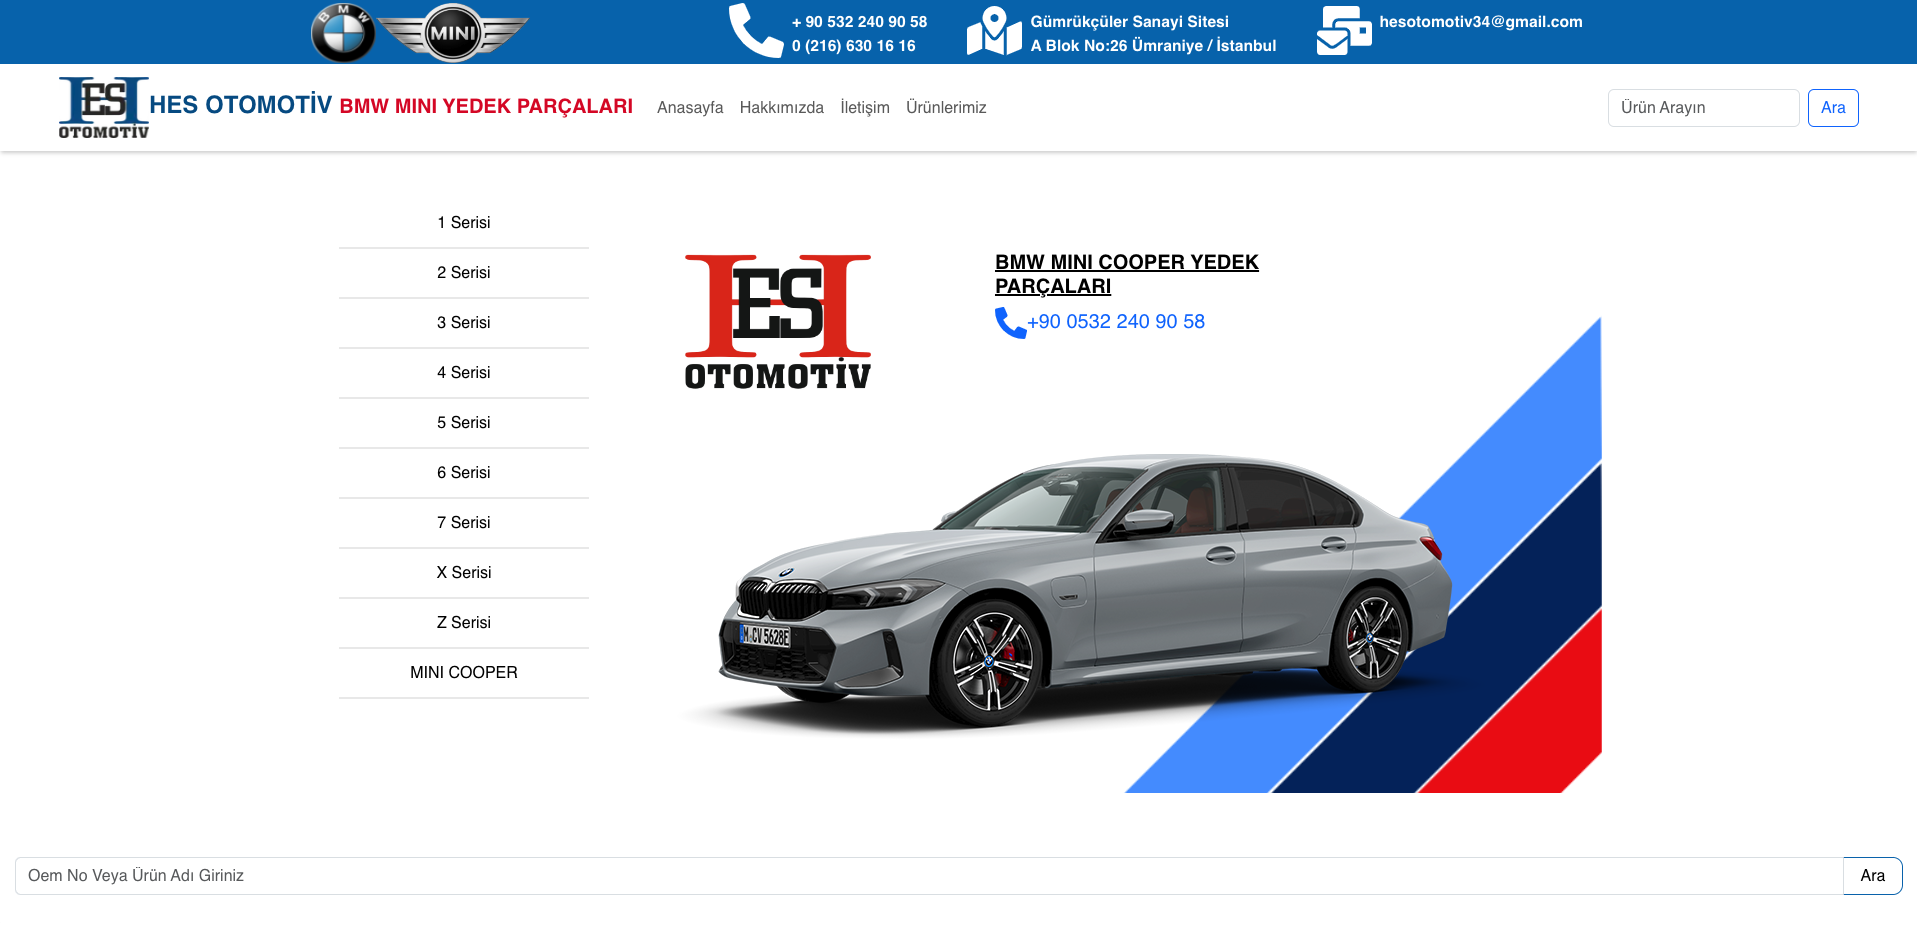 BMW
MINI
+ 90 532 240 90 58
0 (216) 630 16 16
Gümrükçüler Sanayi Sitesi
A Blok No:26 Ümraniye / İstanbul
hesotomotiv34@gmail.com
HES
OTOMOTİV
HES OTOMOTİV BMW MINI YEDEK PARÇALARI
Anasayfa Hakkımızda İletişim Ürünlerimiz
Ürün Arayın
Ara
1 Serisi
2 Serisi
3 Serisi
4 Serisi
5 Serisi
6 Serisi
7 Serisi
X Serisi
Z Serisi
MINI COOPER
HES
OTOMOTİV
BMW MINI COOPER YEDEK
PARÇALARI
+90 0532 240 90 58
M CV 5628E
Oem No Veya Ürün Adı Giriniz
Ara